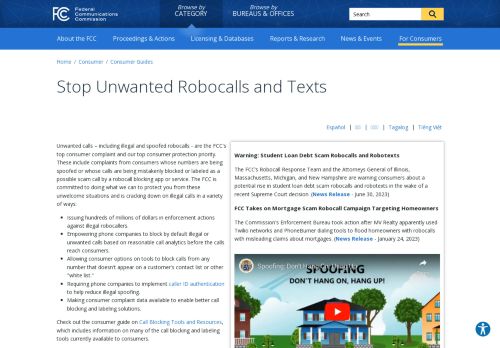 FCC
Federal
Communications
Commission
Browse by
CATEGORY
Browse by
BUREAUS & OFFICES
Search
About the FCC
Proceedings & Actions
Licensing & Databases
Reports & Research
News & Events
For Consumers
Home / Consumer / Consumer Guides
Stop Unwanted Robocalls and Texts
Español | | | Tagalog | Tiếng Việt
Unwanted calls – including illegal and spoofed robocalls - are the FCC's
top consumer complaint and our top consumer protection priority.
These include complaints from consumers whose numbers are being
spoofed or whose calls are being mistakenly blocked or labeled as a
possible scam call by a robocall blocking app or service. The FCC is
committed to doing what we can to protect you from these
unwelcome situations and is cracking down on illegal calls in a variety
of ways:
• Issuing hundreds of millions of dollars in enforcement actions
against illegal robocallers.
• Empowering phone companies to block by default illegal or
unwanted calls based on reasonable call analytics before the calls
reach consumers.
• Allowing consumer options on tools to block calls from any
number that doesn't appear on a customer's contact list or other
"white list."
• Requiring phone companies to implement caller ID authentication
to help reduce illegal spoofing.
• Making consumer complaint data available to enable better call
blocking and labeling solutions.
Check out the consumer guide on Call Blocking Tools and Resources,
which includes information on many of the call blocking and labeling
tools currently available to consumers.
Warning: Student Loan Debt Scam Robocalls and Robotexts
The FCC's Robocall Response Team and the Attorneys General of Illinois,
Massachusetts, Michigan, and New Hampshire are warning consumers about a
potential rise in student loan debt scam robocalls and robotexts in the wake of a
recent Supreme Court decision. (News Release - June 30, 2023)
FCC Takes on Mortgage Scam Robocall Campaign Targeting Homeowners
The Commission's Enforcement Bureau took action after MV Realty apparently used
Twilio networks and PhoneBurner dialing tools to flood homeowners with robocalls
with misleading claims about mortgages. (News Release - January 24, 2023)
Spoofing: Don't Hang
SPOOFING
DON'T HANG ON, HANG UP!